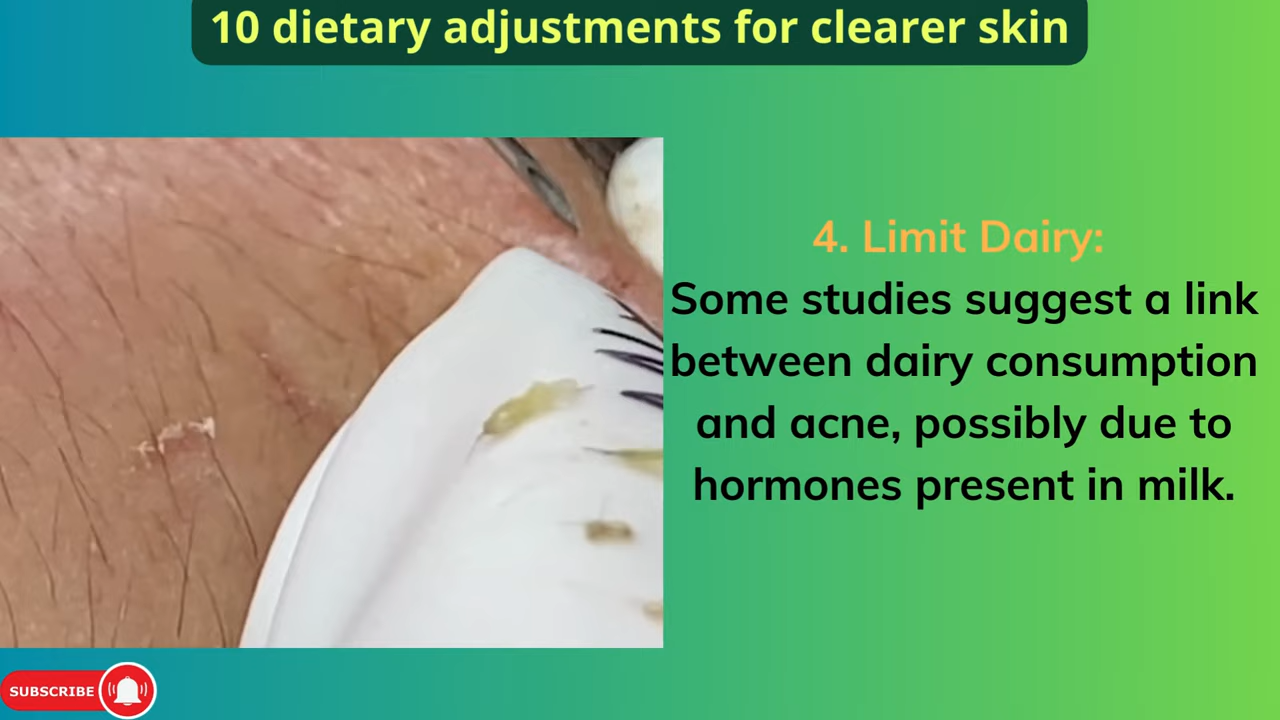 10 dietary adjustments for clearer skin
4. Limit Dairy:
Some studies suggest a link
between dairy consumption
and acne, possibly due to
hormones present in milk.
SUBSCRIBE